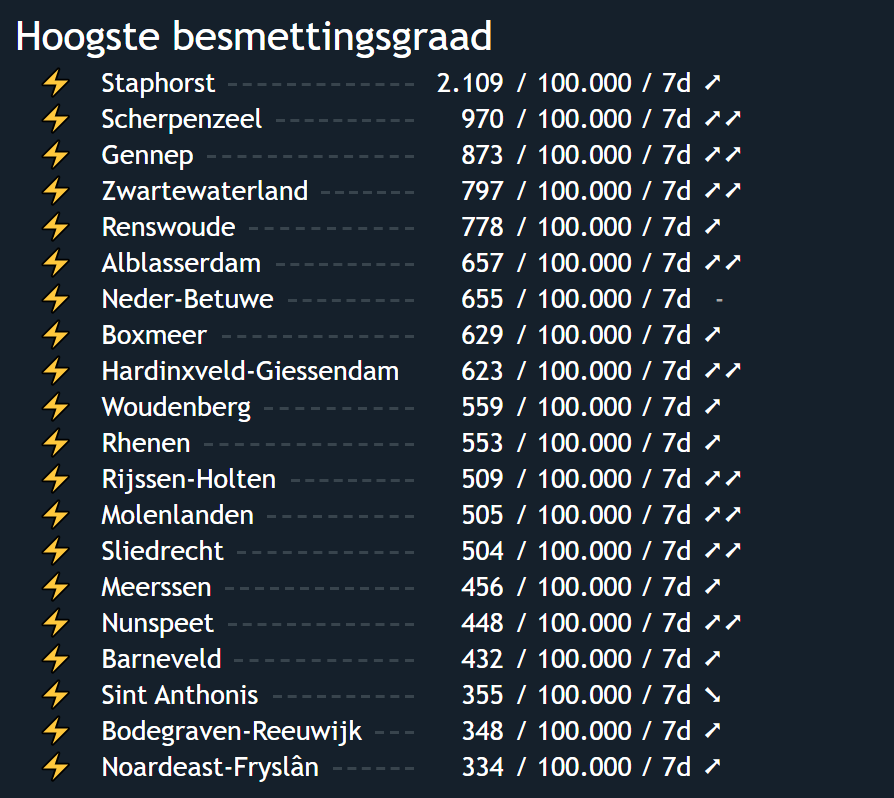 Hoogste besmettingsgraad
⚡ Staphorst ------------- 2.109 / 100.000 / 7d ➚
⚡ Scherpenzeel ---------- 970 / 100.000 / 7d ➚➚
⚡ Gennep --------------- 873 / 100.000 / 7d ➚➚
⚡ Zwartewaterland ------- 797 / 100.000 / 7d ➚➚
⚡ Renswoude ------------ 778 / 100.000 / 7d ➚
⚡ Alblasserdam ---------- 657 / 100.000 / 7d ➚➚
⚡ Neder-Betuwe --------- 655 / 100.000 / 7d -
⚡ Boxmeer -------------- 629 / 100.000 / 7d ➚
⚡ Hardinxveld-Giessendam 623 / 100.000 / 7d ➚➚
⚡ Woudenberg ----------- 559 / 100.000 / 7d ➚
⚡ Rhenen --------------- 553 / 100.000 / 7d ➚
⚡ Rijssen-Holten --------- 509 / 100.000 / 7d ➚➚
⚡ Molenlanden ---------- 505 / 100.000 / 7d ➚➚
⚡ Sliedrecht ------------- 504 / 100.000 / 7d ➚➚
⚡ Meerssen ------------- 456 / 100.000 / 7d ➚
⚡ Nunspeet ------------- 448 / 100.000 / 7d ➚➚
⚡ Barneveld ------------- 432 / 100.000 / 7d ➚
⚡ Sint Anthonis ---------- 355 / 100.000 / 7d ➘
⚡ Bodegraven-Reeuwijk --- 348 / 100.000 / 7d ➚
⚡ Noardeast-Fryslân ------ 334 / 100.000 / 7d ➚